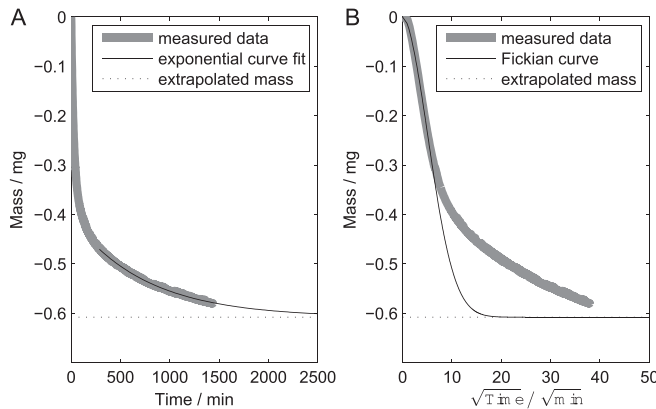 A
measured data
exponential curve fit
extrapolated mass
Mass / mg
0
−0.1
−0.2
−0.3
−0.4
−0.5
−0.6
0 500 1000 1500 2000 2500
Time / min
B
measured data
Fickian curve
extrapolated mass
Mass / mg
0
−0.1
−0.2
−0.3
−0.4
−0.5
−0.6
0 10 20 30 40 50
√Time / √min